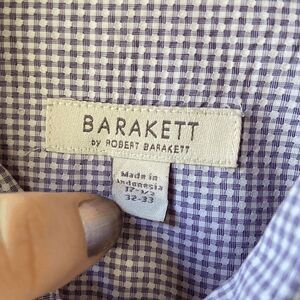 BARAKETT
by ROBERT BARAKETT
Made in
Indonesia
17-1/2
32-33